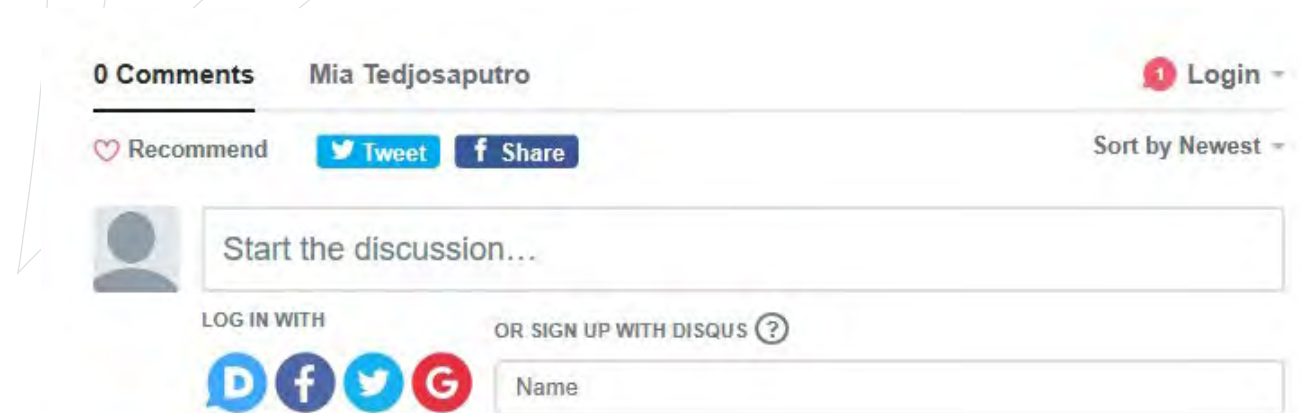 0 Comments Mia Tedjosaputro 1 Login
Recommend Tweet f Share Sort by Newest
Start the discussion…
LOG IN WITH OR SIGN UP WITH DISQUS ?
D f G Name